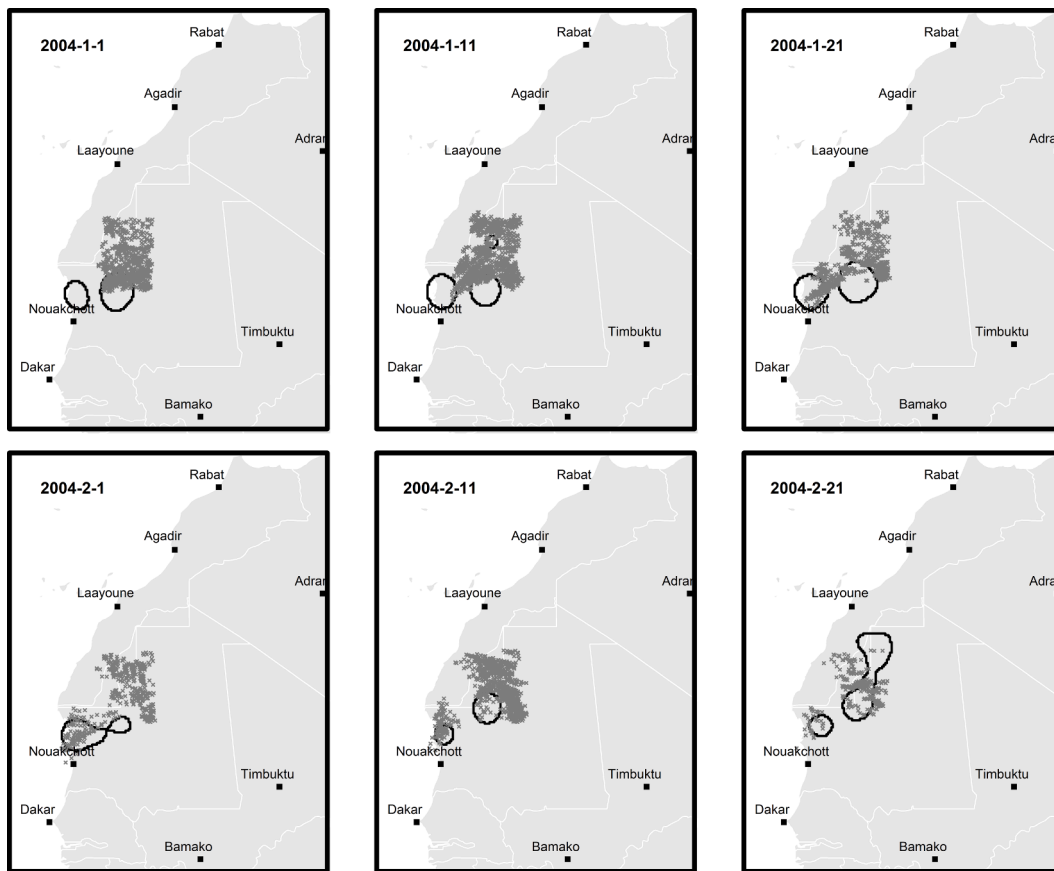 2004-1-1
Rabat
Agadir
Adrar
Laayoune
Nouakchott
Timbuktu
Dakar
Bamako
2004-1-11
Rabat
Agadir
Adrar
Laayoune
Nouakchott
Timbuktu
Dakar
Bamako
2004-1-21
Rabat
Agadir
Adra
Laayoune
Nouakchott
Timbuktu
Dakar
Bamako
2004-2-1
Rabat
Agadir
Adrar
Laayoune
Nouakchott
Timbuktu
Dakar
Bamako
2004-2-11
Rabat
Agadir
Adrar
Laayoune
Nouakchott
Timbuktu
Dakar
Bamako
2004-2-21
Rabat
Agadir
Adra
Laayoune
Nouakchott
Timbuktu
Dakar
Bamako